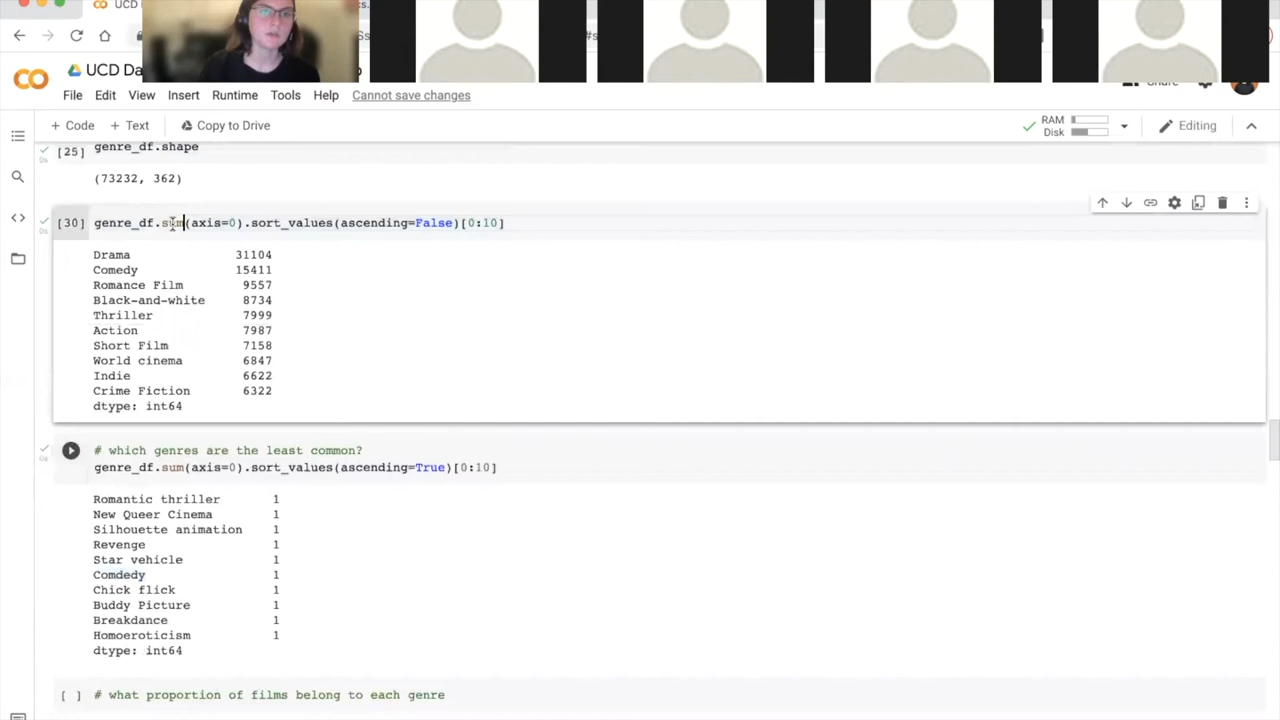 UCD Da
File Edit View Insert Runtime Tools Help Cannot save changes
+ Code + Text Copy to Drive
RAM
Disk
Editing
[25] genre_df.shape
(73232, 362)
[30] genre_df.sum(axis=0).sort_values(ascending=False)[0:10]
Drama 31104
Comedy 15411
Romance Film 9557
Black-and-white 8734
Thriller 7999
Action 7987
Short Film 7158
World cinema 6847
Indie 6622
Crime Fiction 6322
dtype: int64
# which genres are the least common?
genre_df.sum(axis=0).sort_values(ascending=True)[0:10]
Romantic thriller 1
New Queer Cinema 1
Silhouette animation 1
Revenge 1
Star vehicle 1
Comdedy 1
Chick flick 1
Buddy Picture 1
Breakdance 1
Homoeroticism 1
dtype: int64
[ ] # what proportion of films belong to each genre